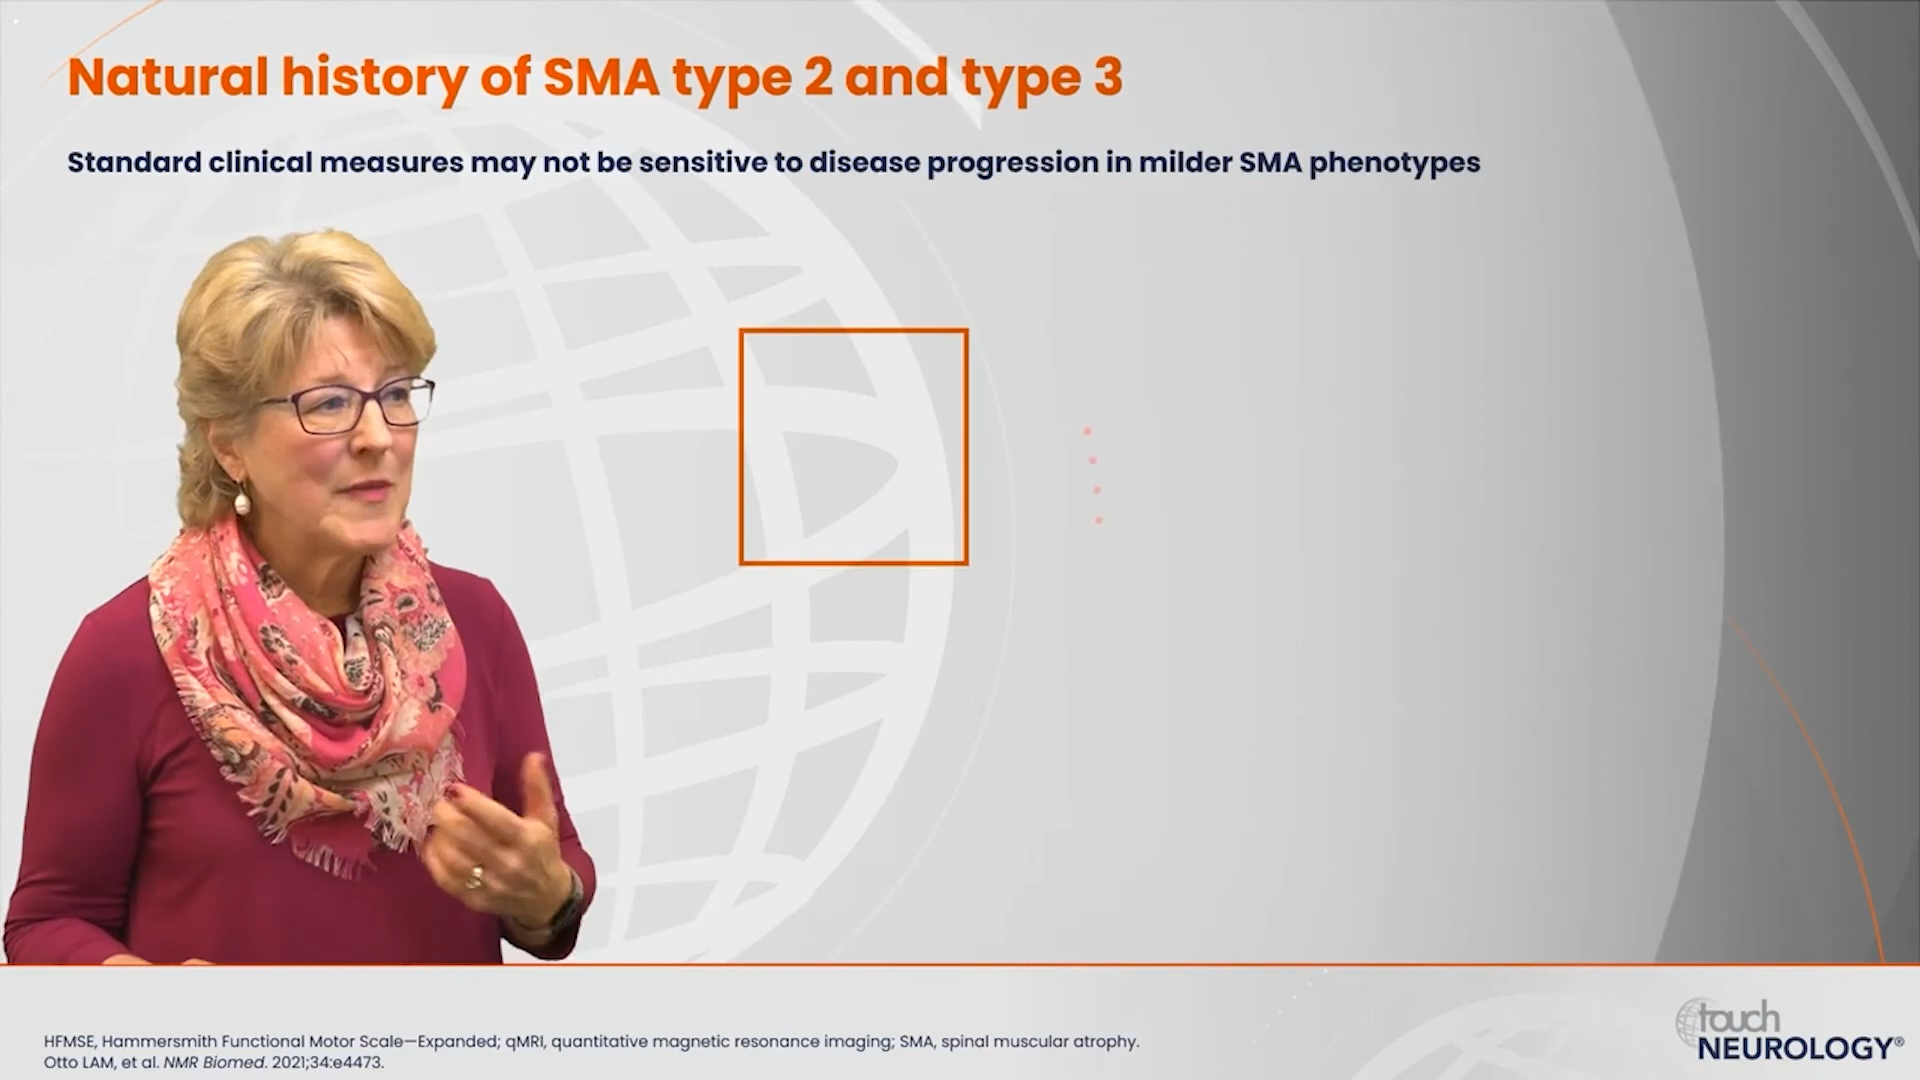 Natural history of SMA type 2 and type 3
Standard clinical measures may not be sensitive to disease progression in milder SMA phenotypes
HFMSE, Hammersmith Functional Motor Scale—Expanded; qMRI, quantitative magnetic resonance imaging; SMA, spinal muscular atrophy.
Otto LAM, et al. NMR Biomed. 2021;34:e4473.
touch
NEUROLOGY®